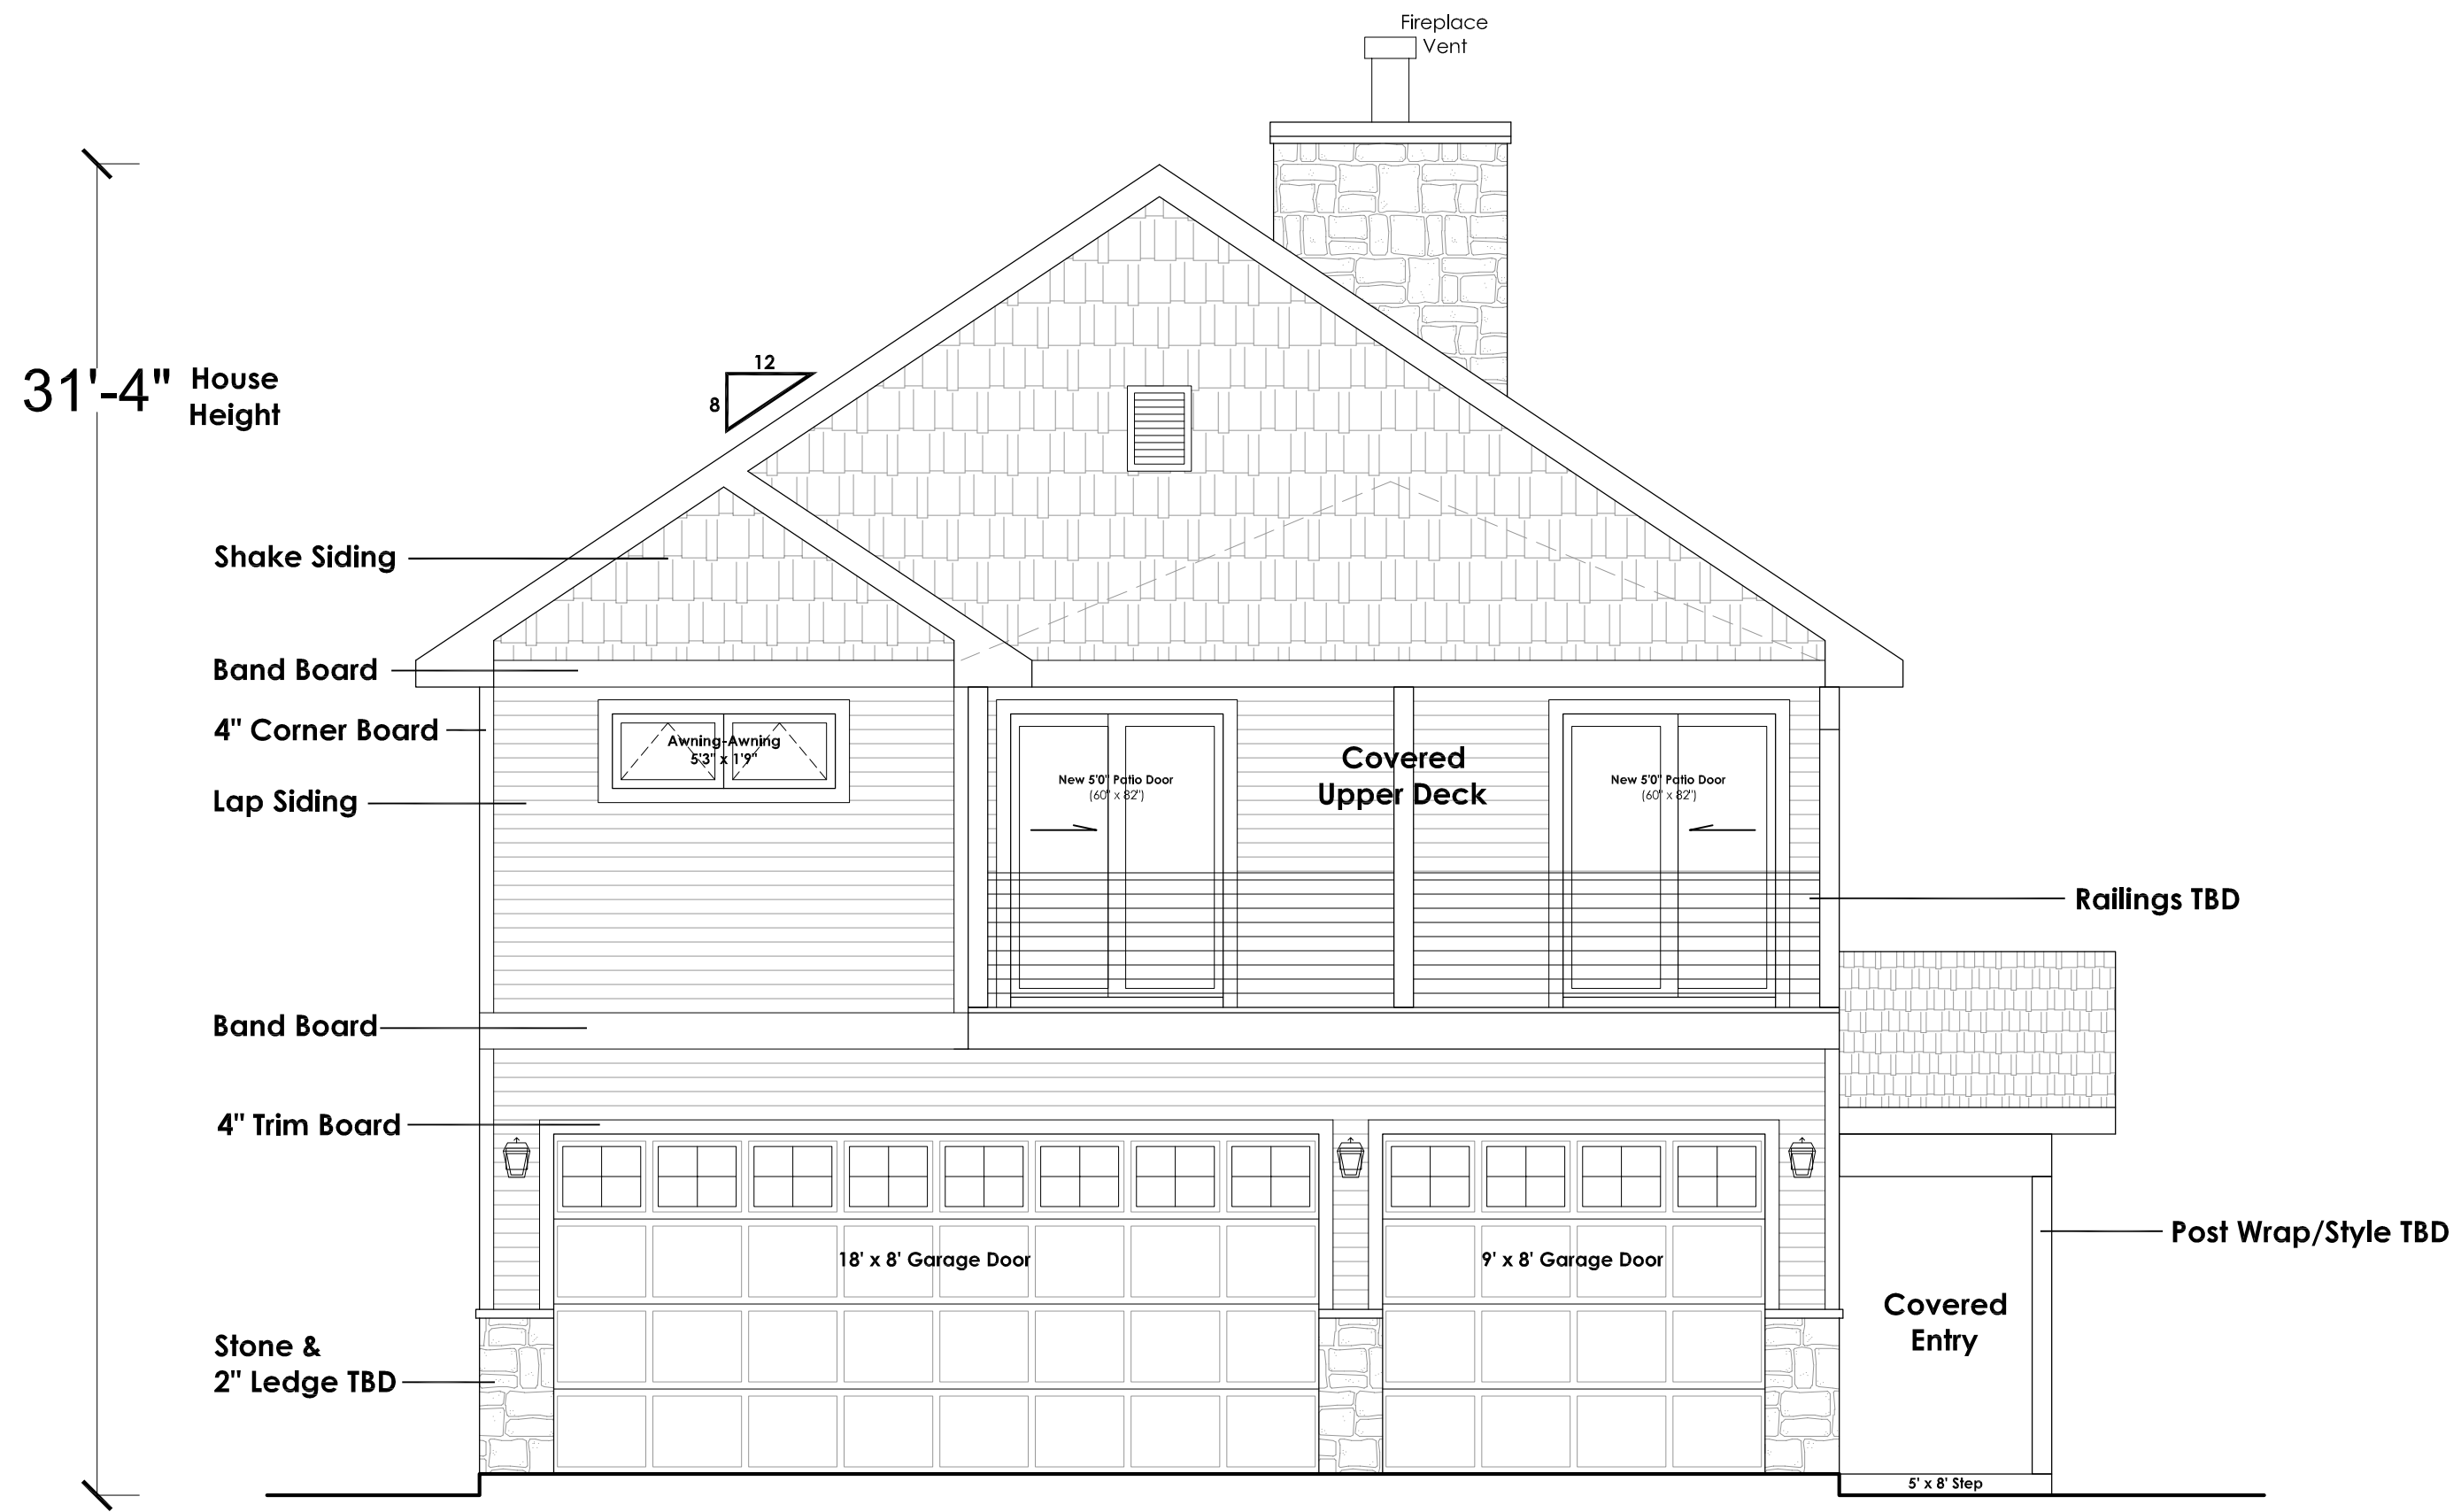 Fireplace
Vent
12
8
31'-4"
House
Height
Shake Siding
Band Board
4" Corner Board
Awning-Awning
5'3" x 1'9"
Lap Siding
New 5'0" Patio Door
(60" x 82")
Covered
Upper Deck
New 5'0" Patio Door
(60" x 82")
Railings TBD
Band Board
4" Trim Board
18' x 8' Garage Door
9' x 8' Garage Door
Post Wrap/Style TBD
Covered
Entry
Stone &
2" Ledge TBD
5' x 8' Step